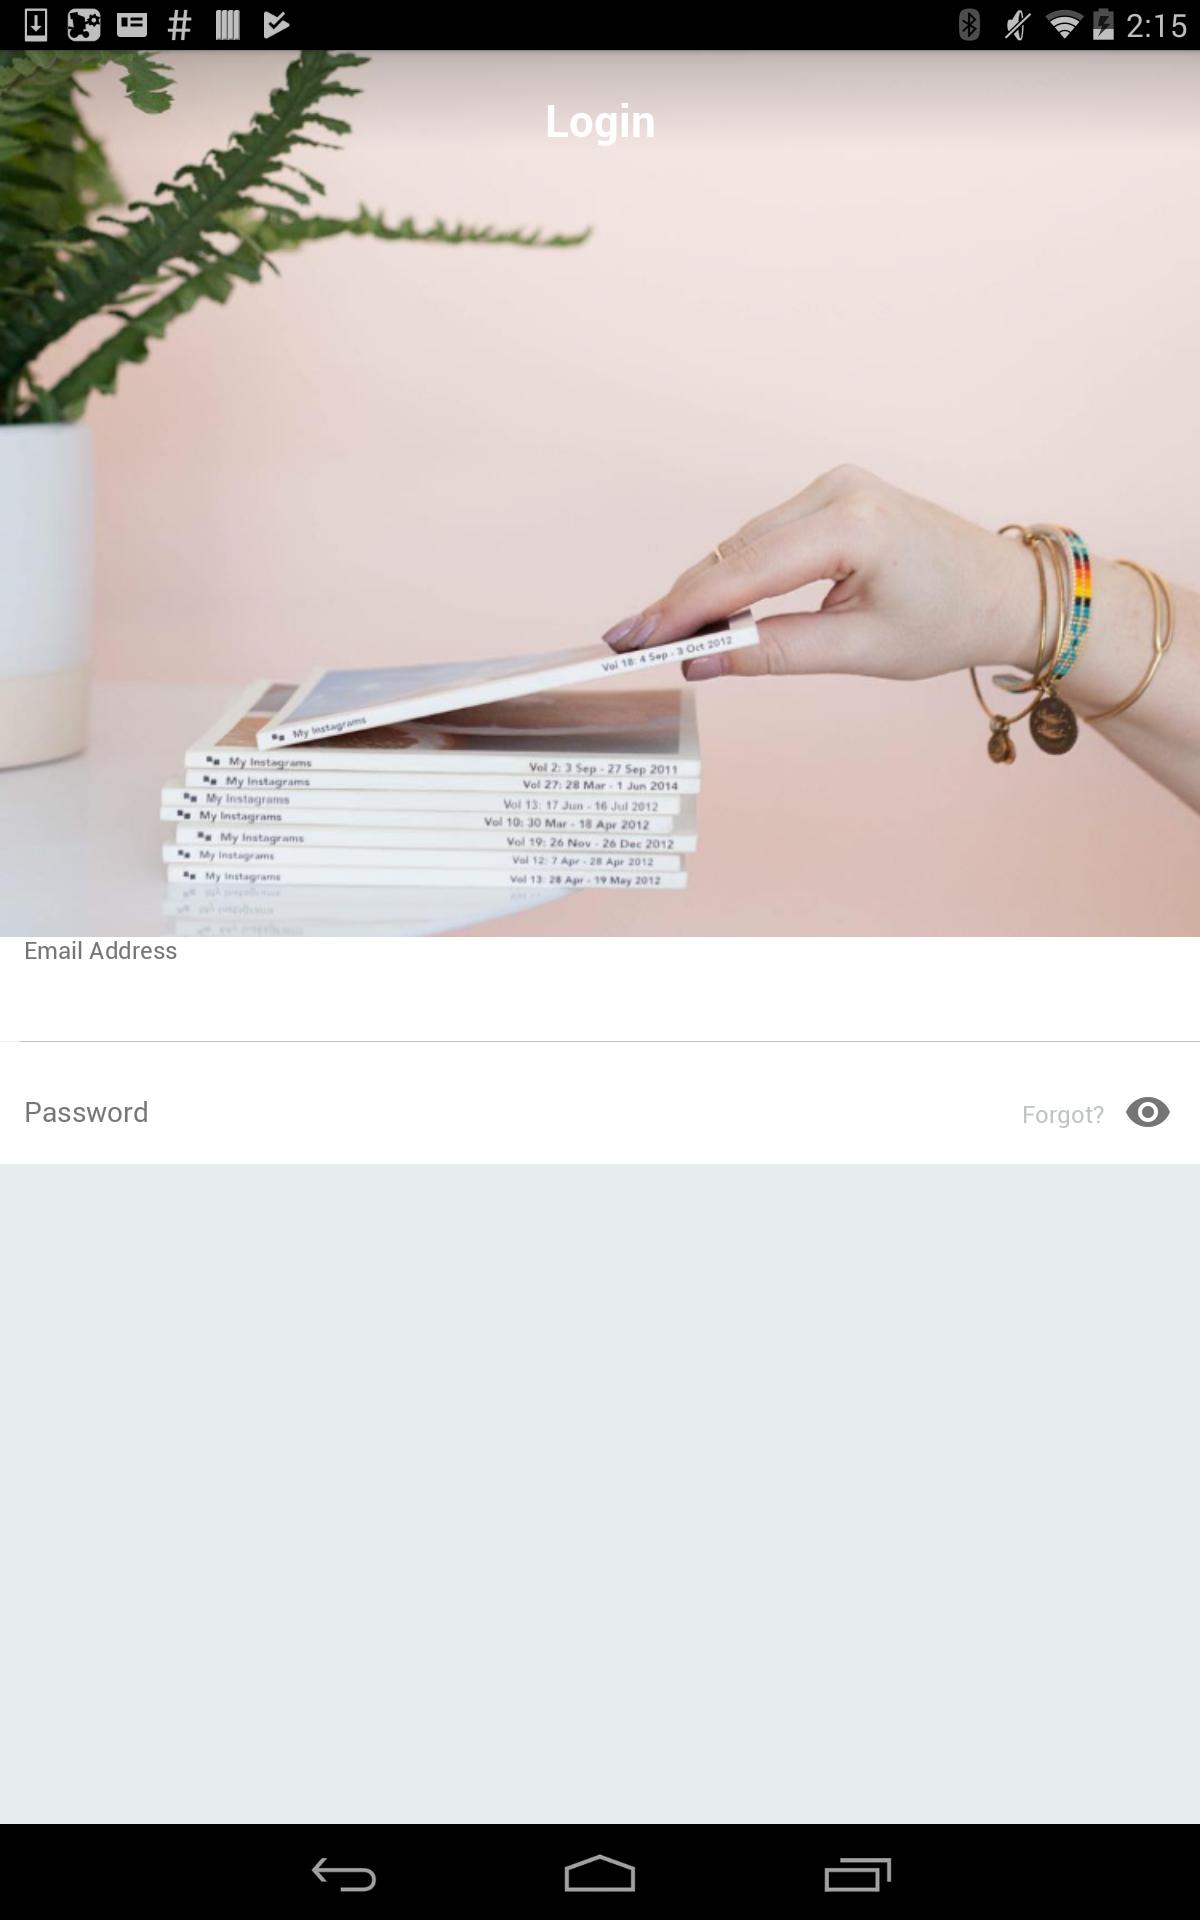 2:15
Login
Vol 18: 4 Sep - 3 Oct 2012
My Instagrams
My Instagrams Vol 2: 3 Sep - 27 Sep 2011
My Instagrams Vol 27: 28 Mar - 1 Jun 2014
My Instagrams Vol 13: 17 Jun - 16 Jul 2012
My Instagrams Vol 10: 30 Mar - 18 Apr 2012
My Instagrams Vol 19: 26 Nov - 26 Dec 2012
My Instagrams Vol 12: 7 Apr - 28 Apr 2012
My Instagrams Vol 13: 28 Apr - 19 May 2012
Email Address
Password Forgot?